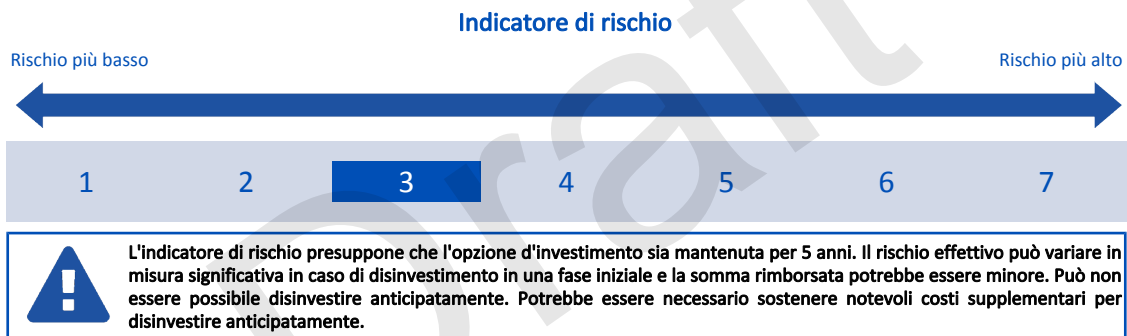 Indicatore di rischio
Rischio più basso
Rischio più alto
1 2 3 4 5 6 7
L'indicatore di rischio presuppone che l'opzione d'investimento sia mantenuta per 5 anni. Il rischio effettivo può variare in
misura significativa in caso di disinvestimento in una fase iniziale e la somma rimborsata potrebbe essere minore. Può non
essere possibile disinvestire anticipatamente. Potrebbe essere necessario sostenere notevoli costi supplementari per
disinvestire anticipatamente.
Draft